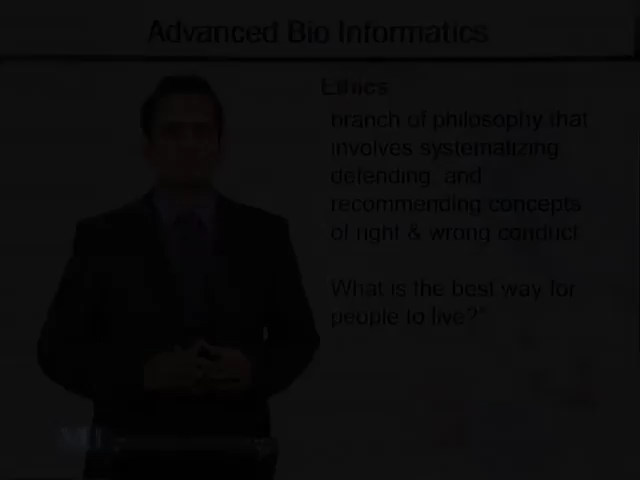 Advanced Bio Informatics
Ethics
branch of philosophy that
involves systematizing,
defending, and
recommending concepts
of right & wrong conduct
What is the best way for
people to live?"